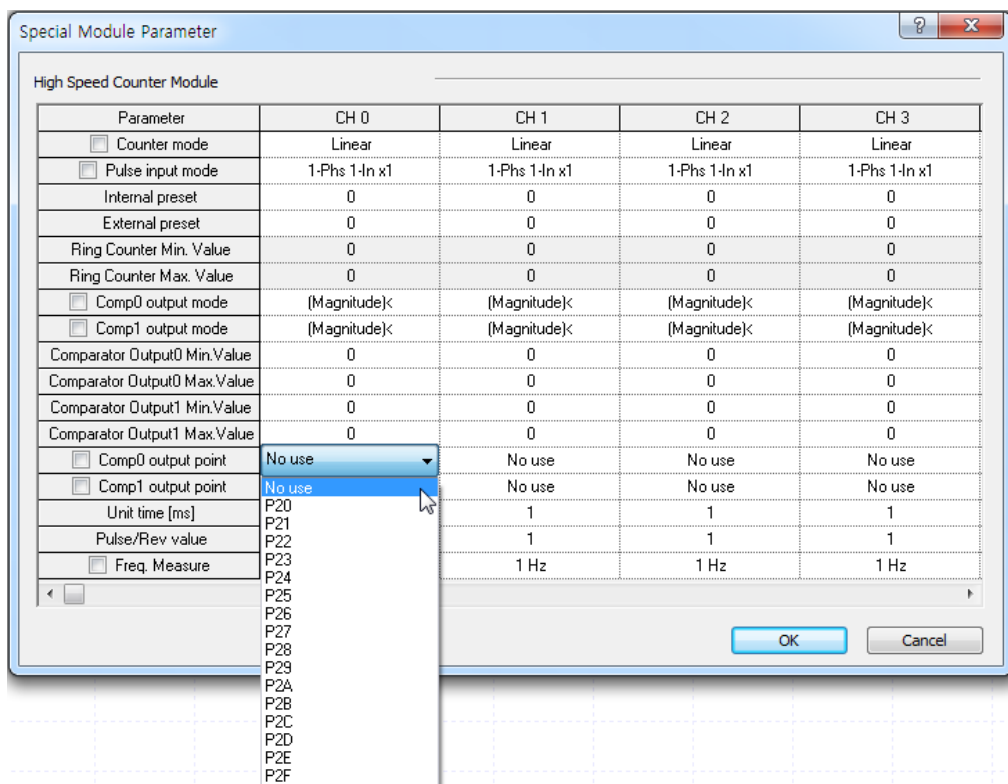 Special Module Parameter
High Speed Counter Module
Parameter CH 0 CH 1 CH 2 CH 3
Counter mode Linear Linear Linear Linear
Pulse input mode 1-Phs 1-In x1 1-Phs 1-In x1 1-Phs 1-In x1 1-Phs 1-In x1
Internal preset 0 0 0 0
External preset 0 0 0 0
Ring Counter Min. Value 0 0 0 0
Ring Counter Max. Value 0 0 0 0
Comp0 output mode (Magnitude)< (Magnitude)< (Magnitude)< (Magnitude)<
Comp1 output mode (Magnitude)< (Magnitude)< (Magnitude)< (Magnitude)<
Comparator Output0 Min.Value 0 0 0 0
Comparator Output0 Max.Value 0 0 0 0
Comparator Output1 Min.Value 0 0 0 0
Comparator Output1 Max.Value 0 0 0 0
Comp0 output point No use No use No use No use
Comp1 output point No use No use No use No use
Unit time [ms] 1 1 1
Pulse/Rev value 1 1 1
Freq. Measure 1 Hz 1 Hz 1 Hz
P20
P21
P22
P23
P24
P25
P26
P27
P28
P29
P2A
P2B
P2C
P2D
P2E
P2F
OK Cancel